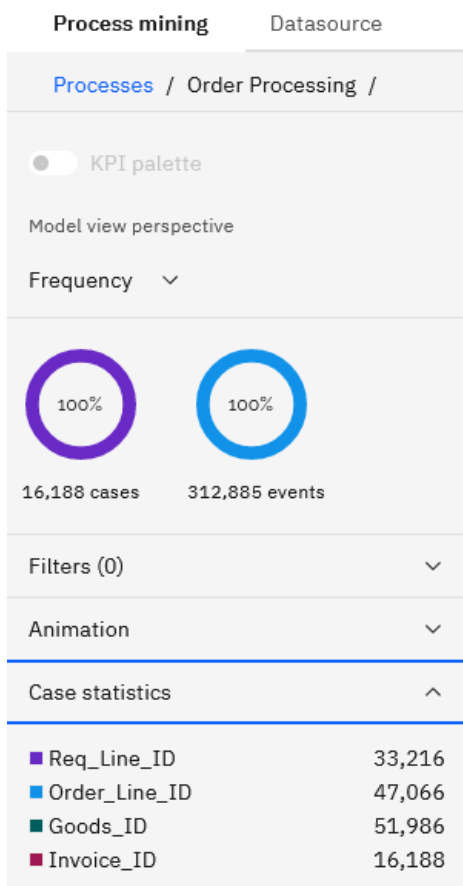 Process mining Datasource
Processes / Order Processing /
KPI palette
Model view perspective
Frequency
100% 100%
16,188 cases 312,885 events
Filters (0)
Animation
Case statistics
Req_Line_ID 33,216
Order_Line_ID 47,066
Goods_ID 51,986
Invoice_ID 16,188